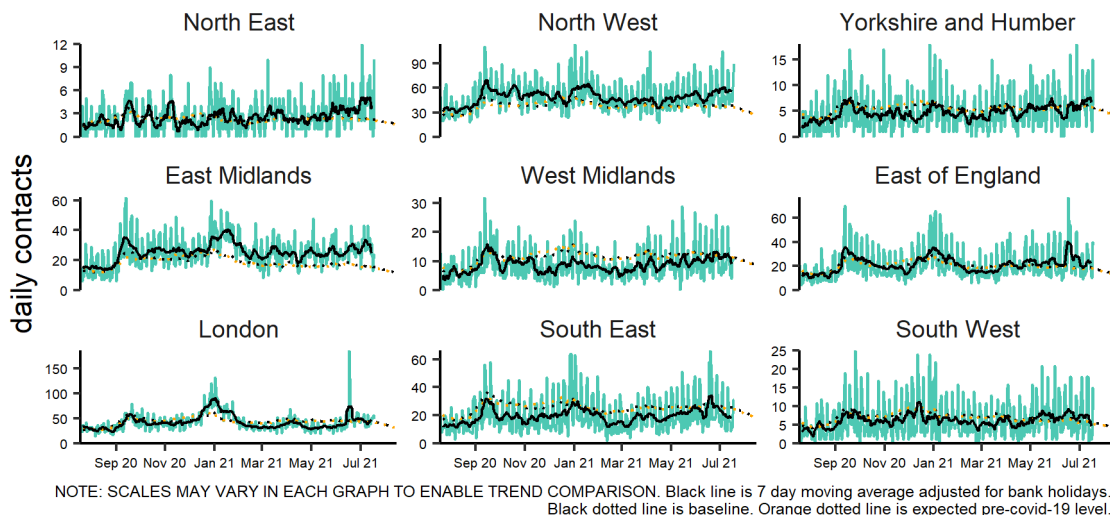 North East
North West
Yorkshire and Humber
12
9
6
3
0
90
60
30
0
15
10
5
0
daily contacts
East Midlands
West Midlands
East of England
60
40
20
0
30
20
10
0
60
40
20
0
London
South East
South West
150
100
50
0
60
40
20
0
25
20
15
10
5
0
Sep 20 Nov 20 Jan 21 Mar 21 May 21 Jul 21
Sep 20 Nov 20 Jan 21 Mar 21 May 21 Jul 21
Sep 20 Nov 20 Jan 21 Mar 21 May 21 Jul 21
NOTE: SCALES MAY VARY IN EACH GRAPH TO ENABLE TREND COMPARISON. Black line is 7 day moving average adjusted for bank holidays.
Black dotted line is baseline. Orange dotted line is expected pre-covid-19 level.